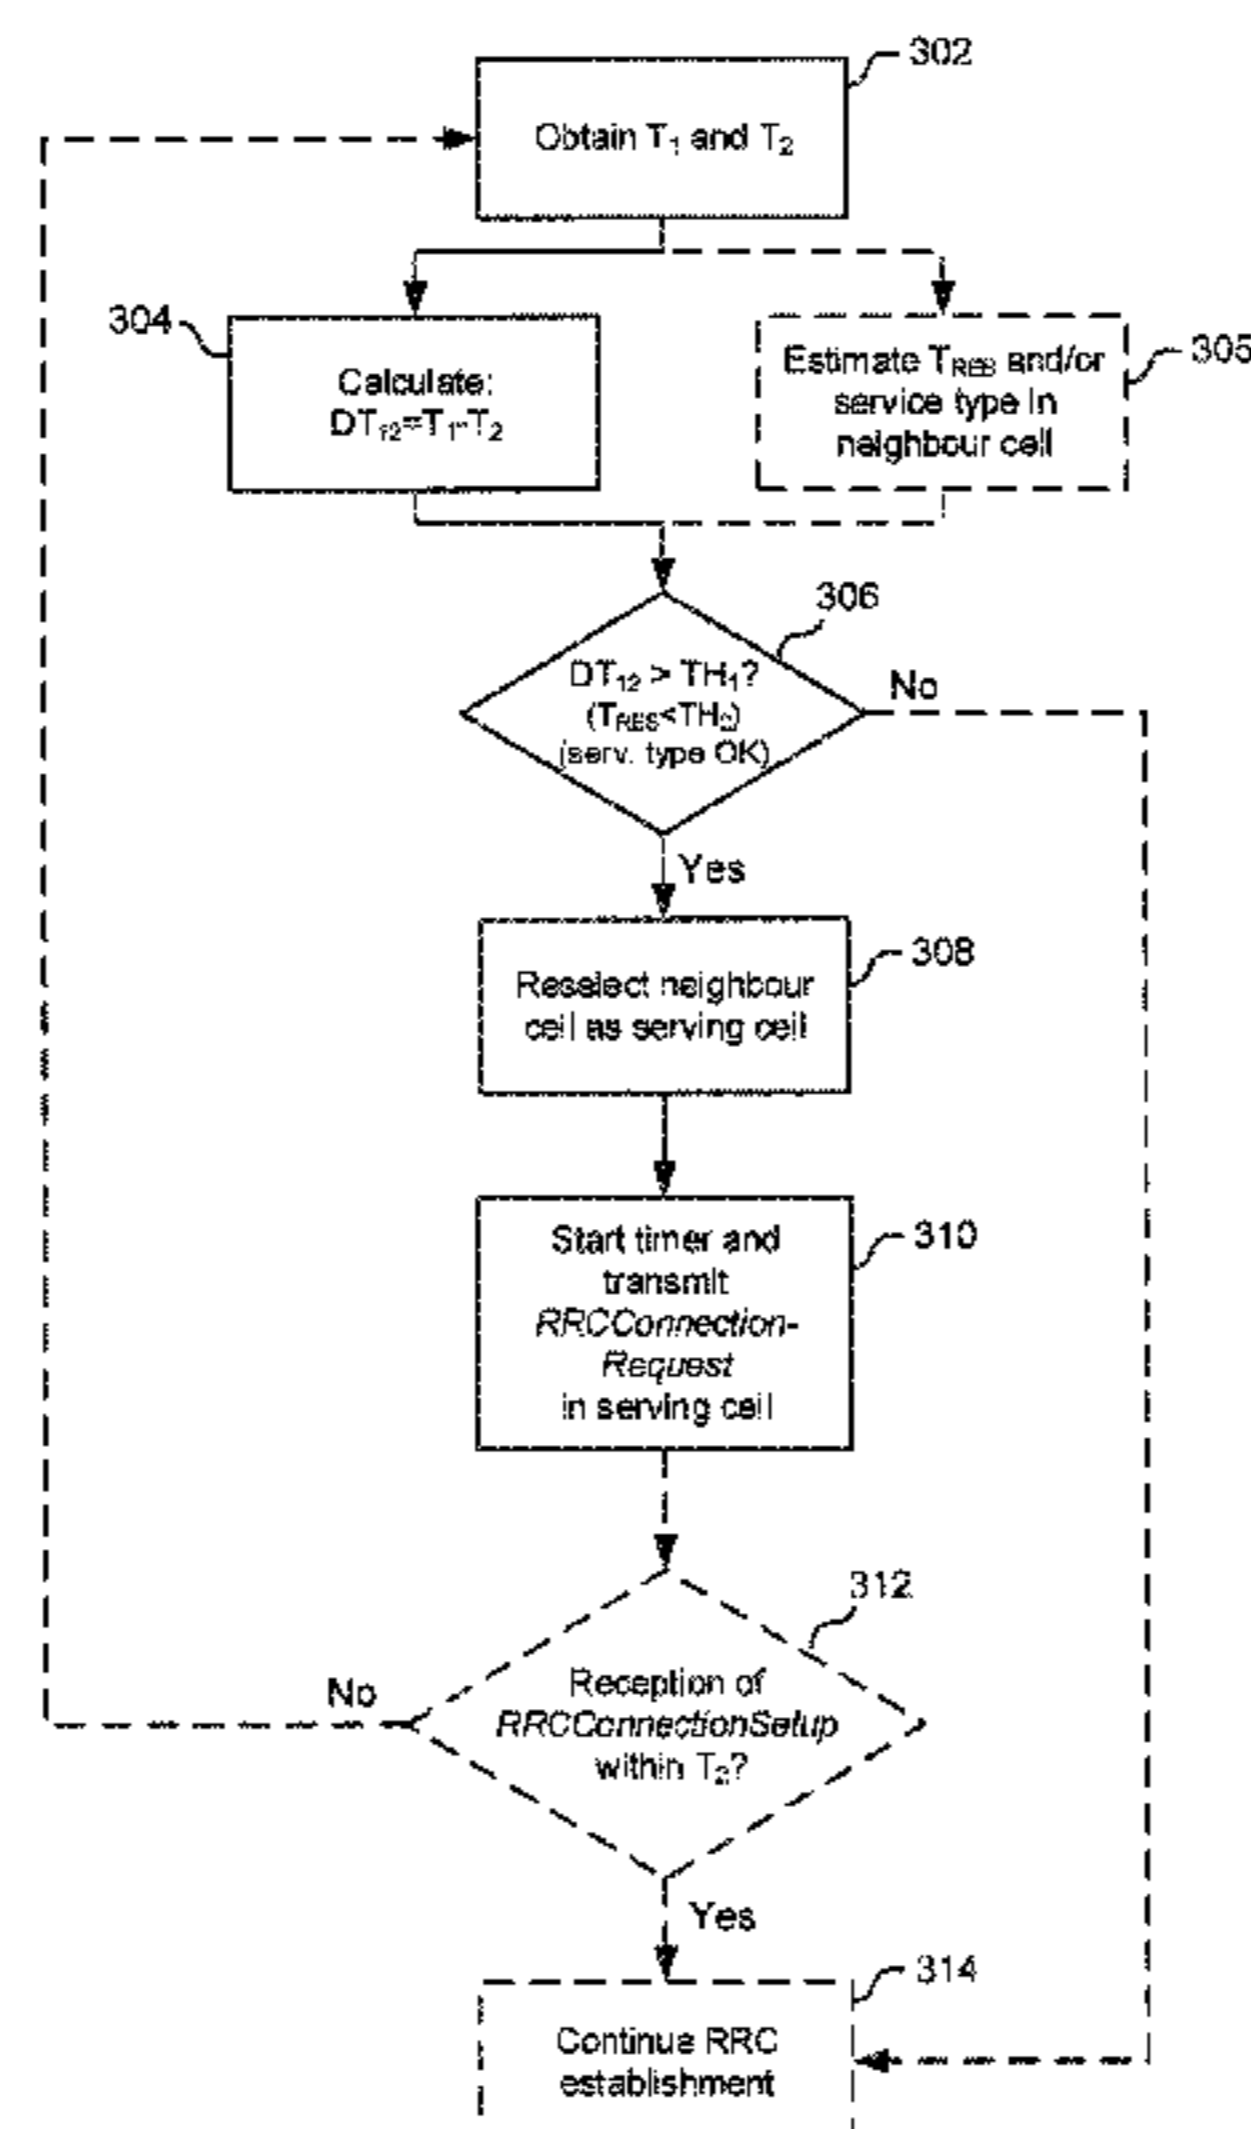 302
Obtain T₁ and T₂
304
Calculate:
DT₁₂=T₁-T₂
305
Estimate T_RES and/or
service type in
neighbour cell
306
DT₁₂ > TH₁?
(T_RES<TH₂)
(serv. type OK)
No
Yes
308
Reselect neighbour
cell as serving cell
310
Start timer and
transmit
RRCConnection-
Request
in serving cell
312
Reception of
RRCConnectionSetup
within T₂?
No
Yes
314
Continue RRC
establishment